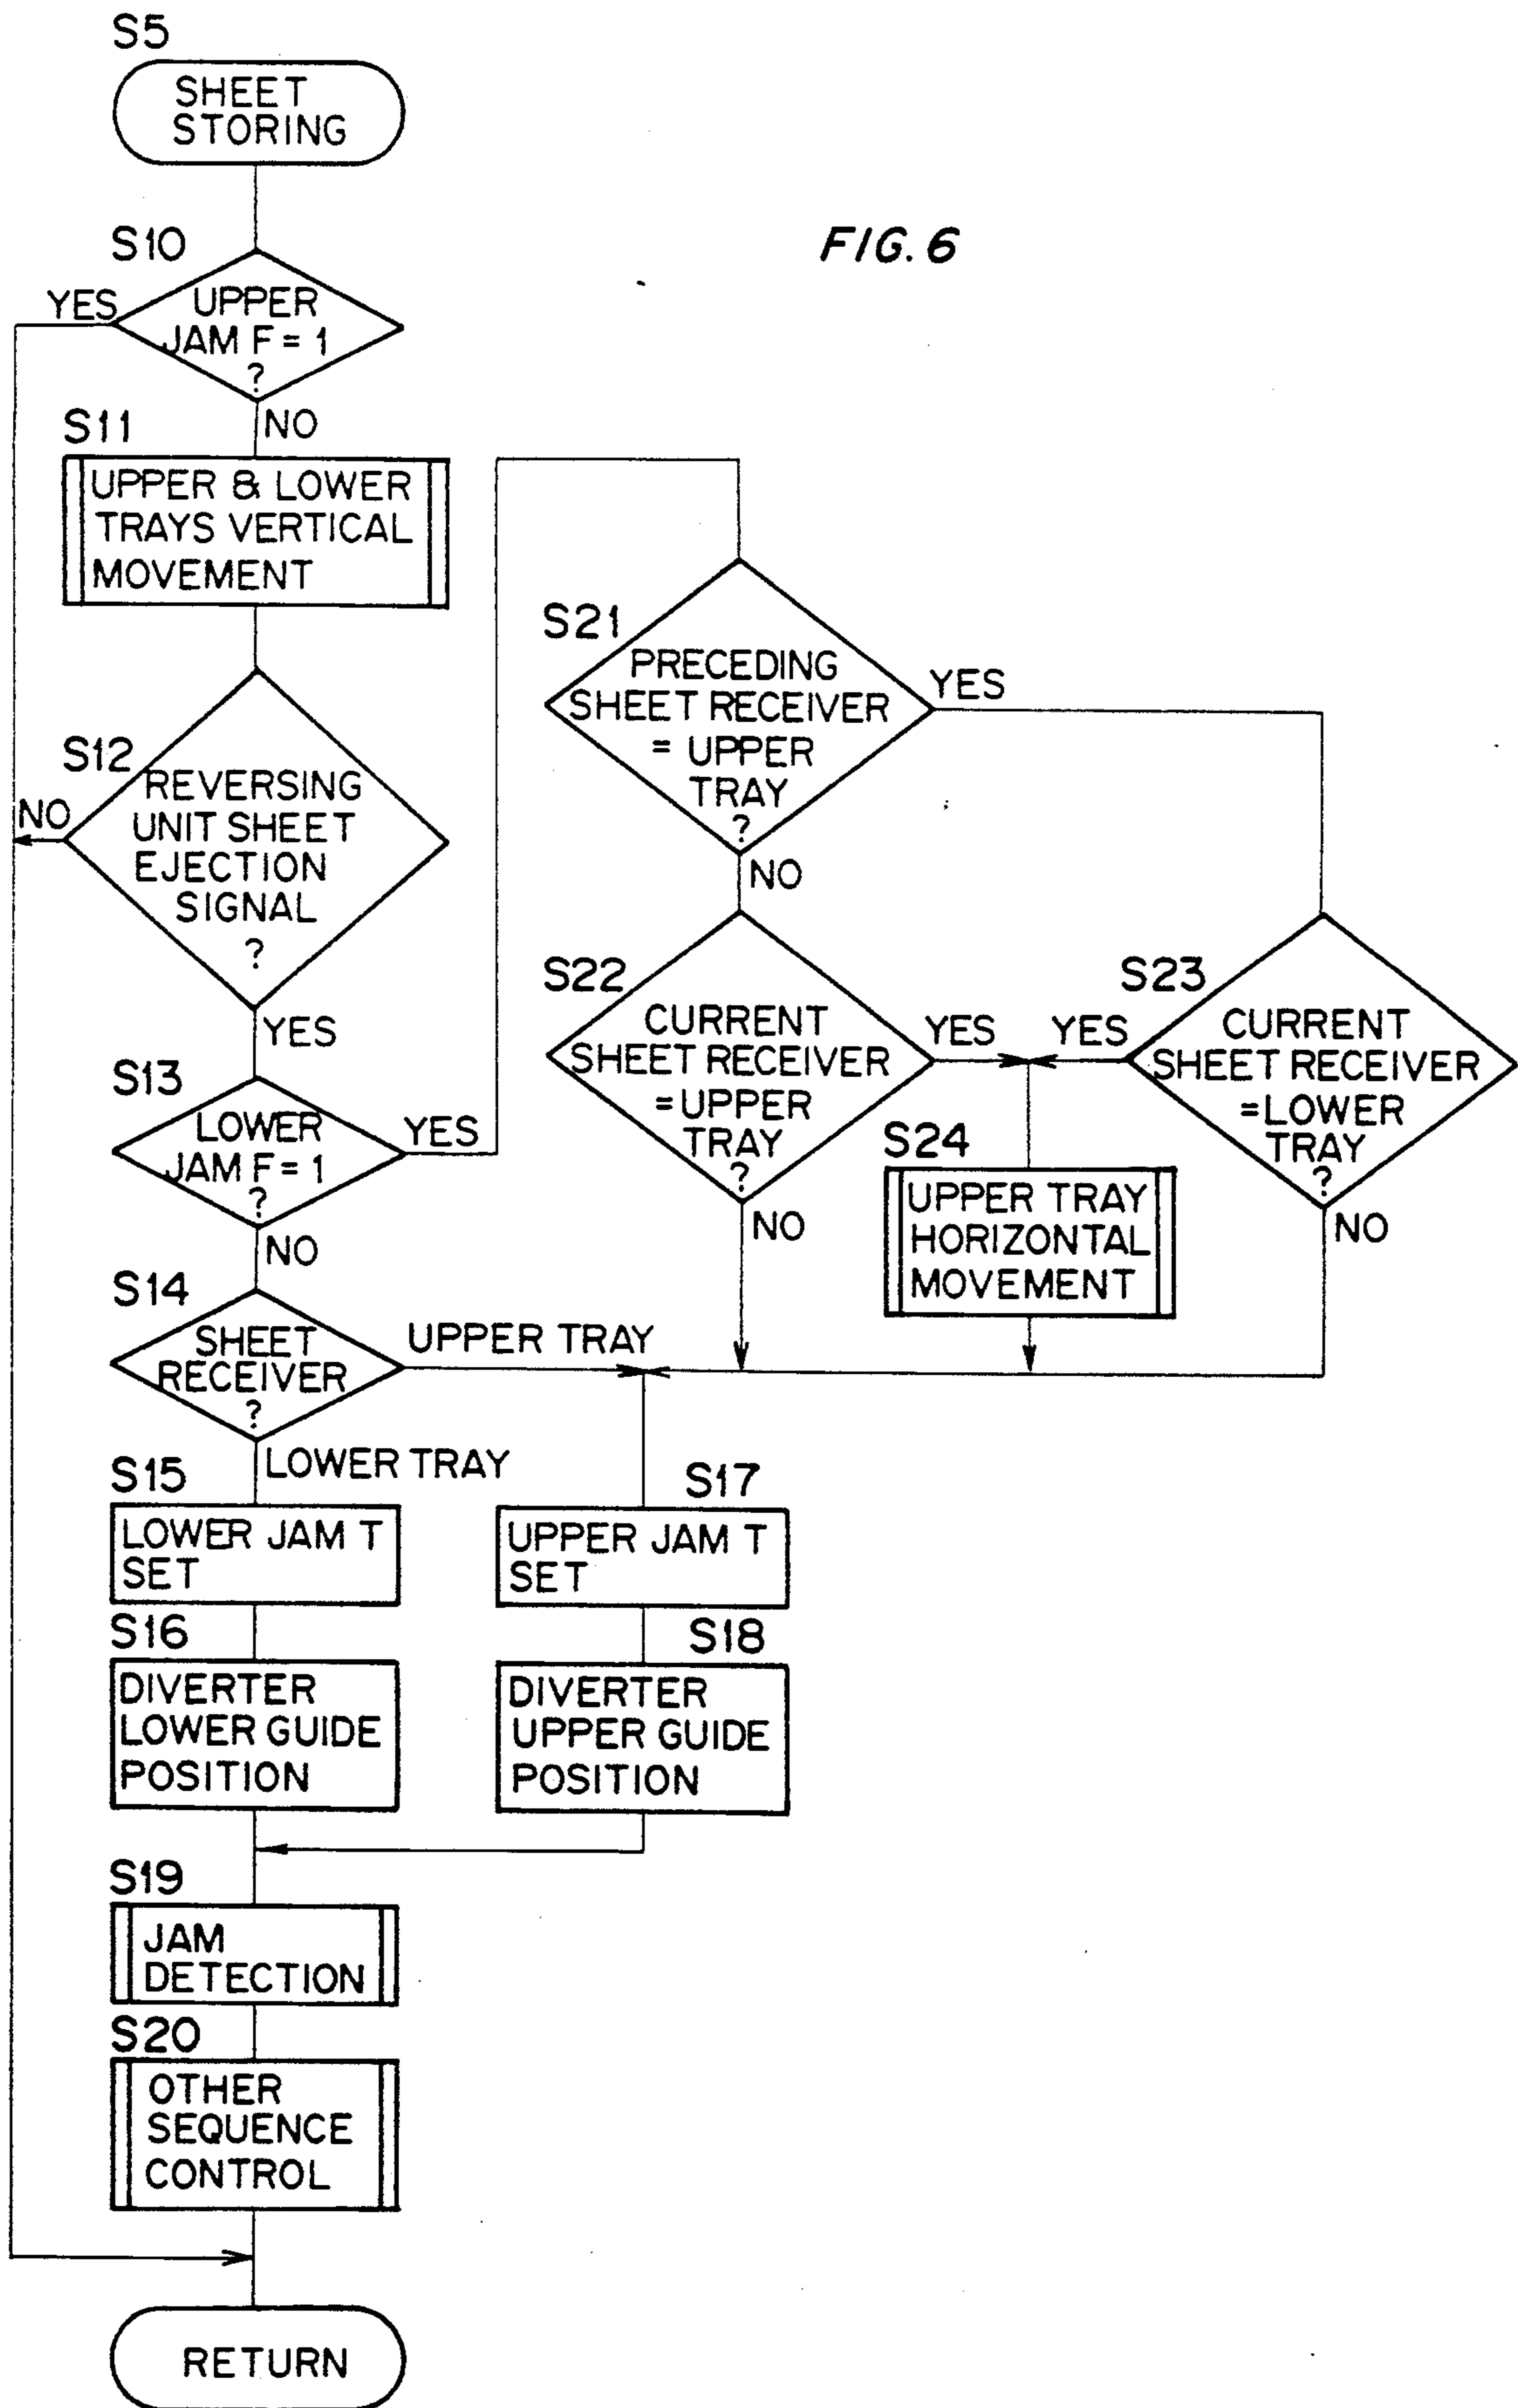 S5
SHEET
STORING
FIG. 6
S10
YES
UPPER
JAM F = 1
?
NO
S11
UPPER & LOWER
TRAYS VERTICAL
MOVEMENT
S12
REVERSING
UNIT SHEET
EJECTION
SIGNAL
?
NO
YES
S13
LOWER
JAM F = 1
?
YES
NO
S14
SHEET
RECEIVER
?
UPPER TRAY
LOWER TRAY
S15
LOWER JAM T
SET
S16
DIVERTER
LOWER GUIDE
POSITION
S17
UPPER JAM T
SET
S18
DIVERTER
UPPER GUIDE
POSITION
S19
JAM
DETECTION
S20
OTHER
SEQUENCE
CONTROL
RETURN
S21
PRECEDING
SHEET RECEIVER
= UPPER
TRAY
?
YES
NO
S22
CURRENT
SHEET RECEIVER
=UPPER
TRAY
?
YES
NO
S23
CURRENT
SHEET RECEIVER
=LOWER
TRAY
?
YES
NO
S24
UPPER TRAY
HORIZONTAL
MOVEMENT